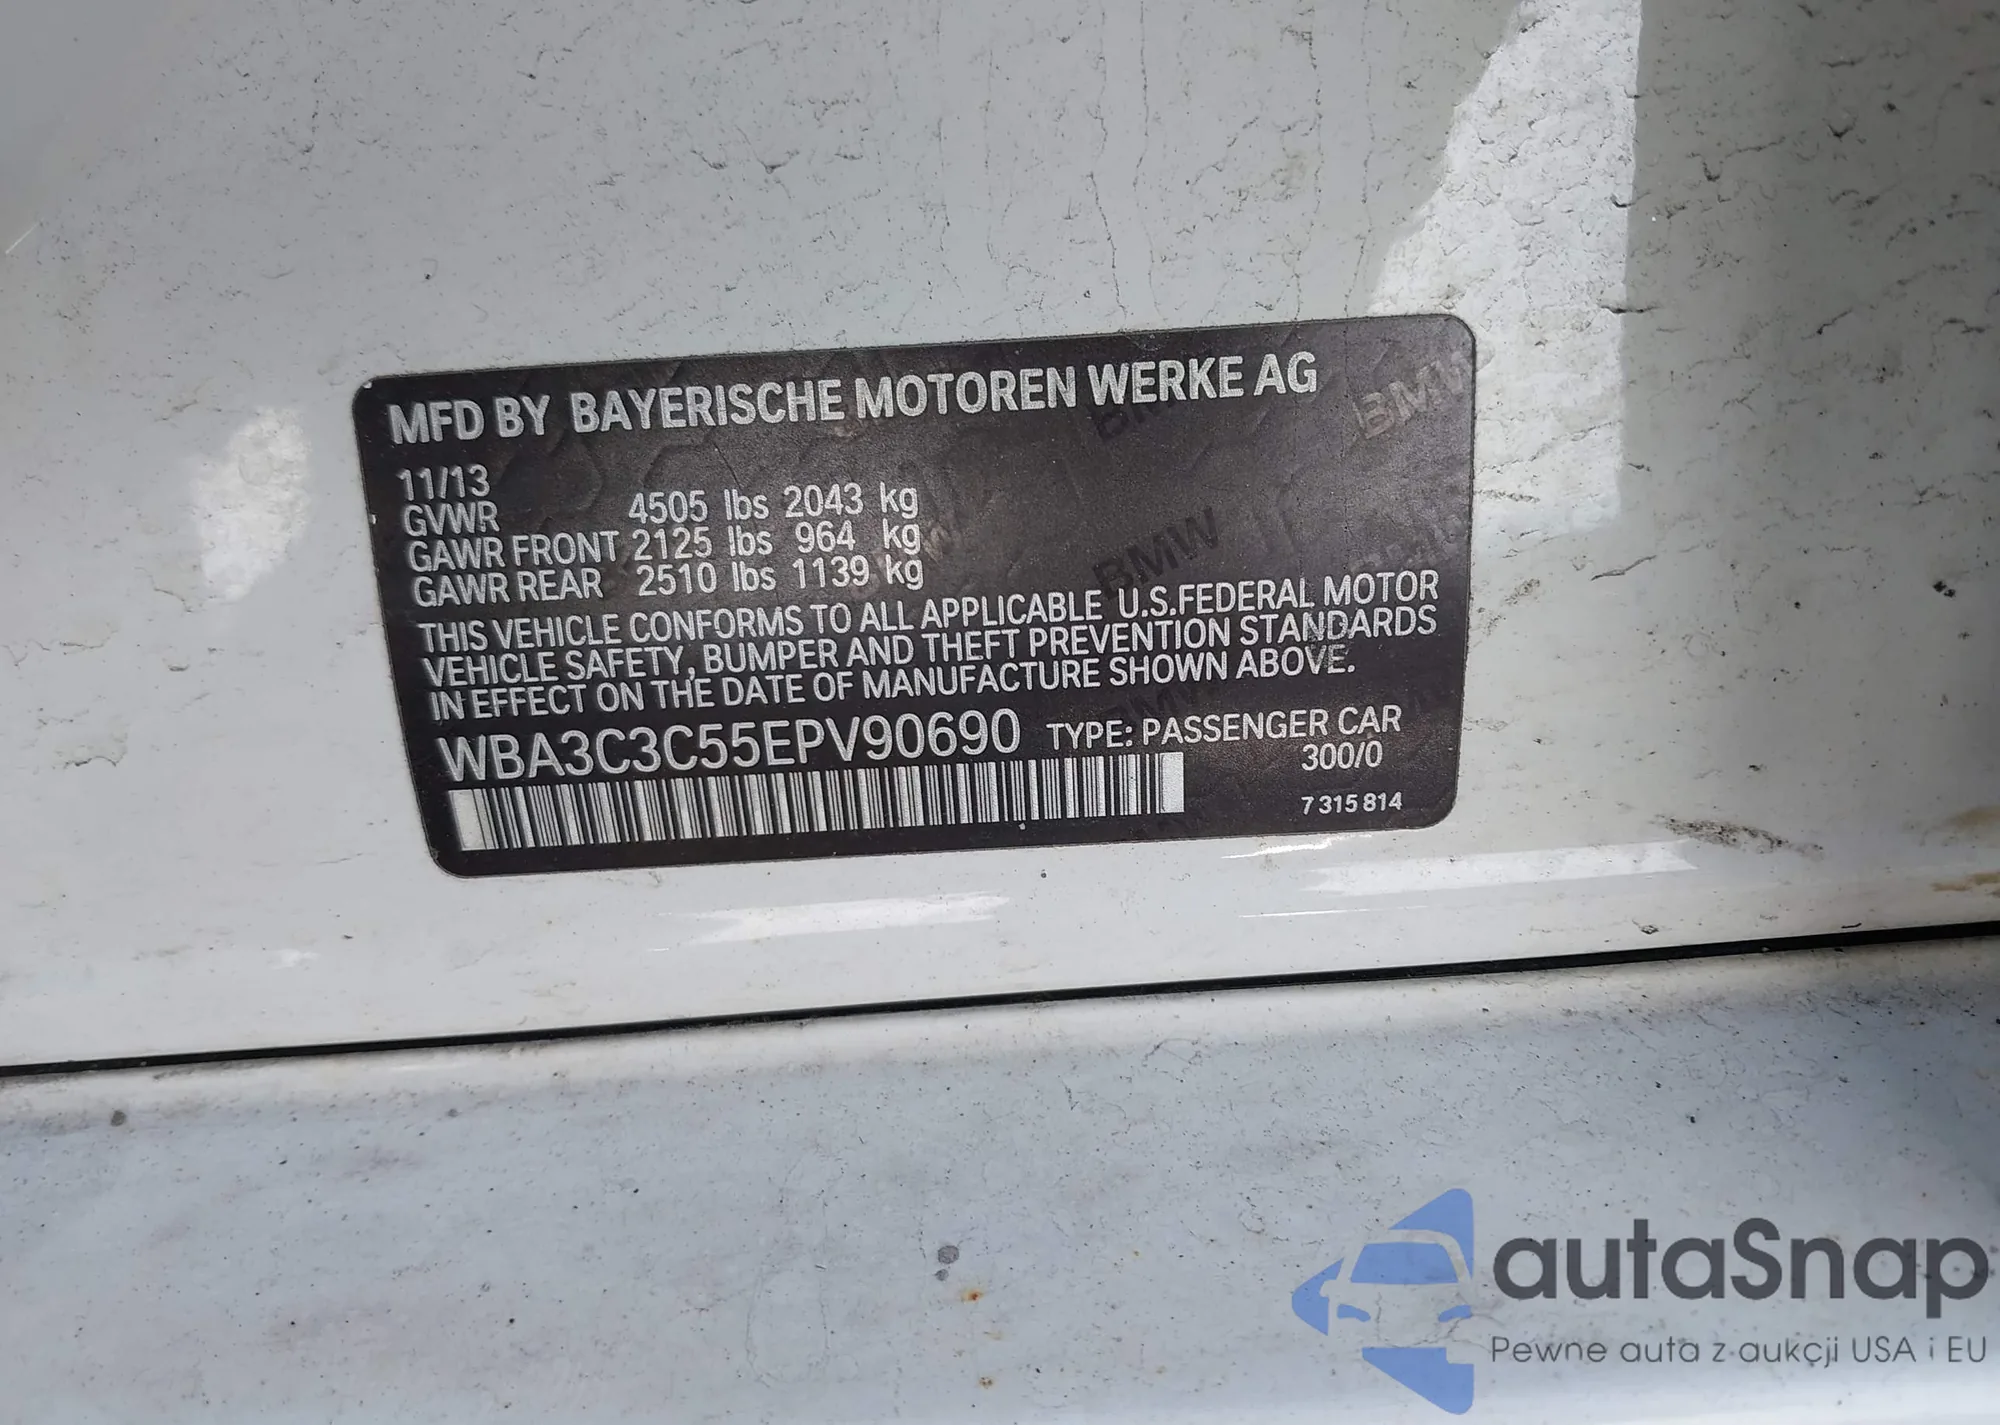 MFD BY BAYERISCHE MOTOREN WERKE AG
11/13
GVWR 4505 lbs 2043 kg
GAWR FRONT 2125 lbs 964 kg
GAWR REAR 2510 lbs 1139 kg
THIS VEHICLE CONFORMS TO ALL APPLICABLE U.S.FEDERAL MOTOR
VEHICLE SAFETY, BUMPER AND THEFT PREVENTION STANDARDS
IN EFFECT ON THE DATE OF MANUFACTURE SHOWN ABOVE.
WBA3C3C55EPV90690 TYPE: PASSENGER CAR
300/0
7 315 814
BMW
BMW
autaSnap
Pewne auta z aukcji USA i EU